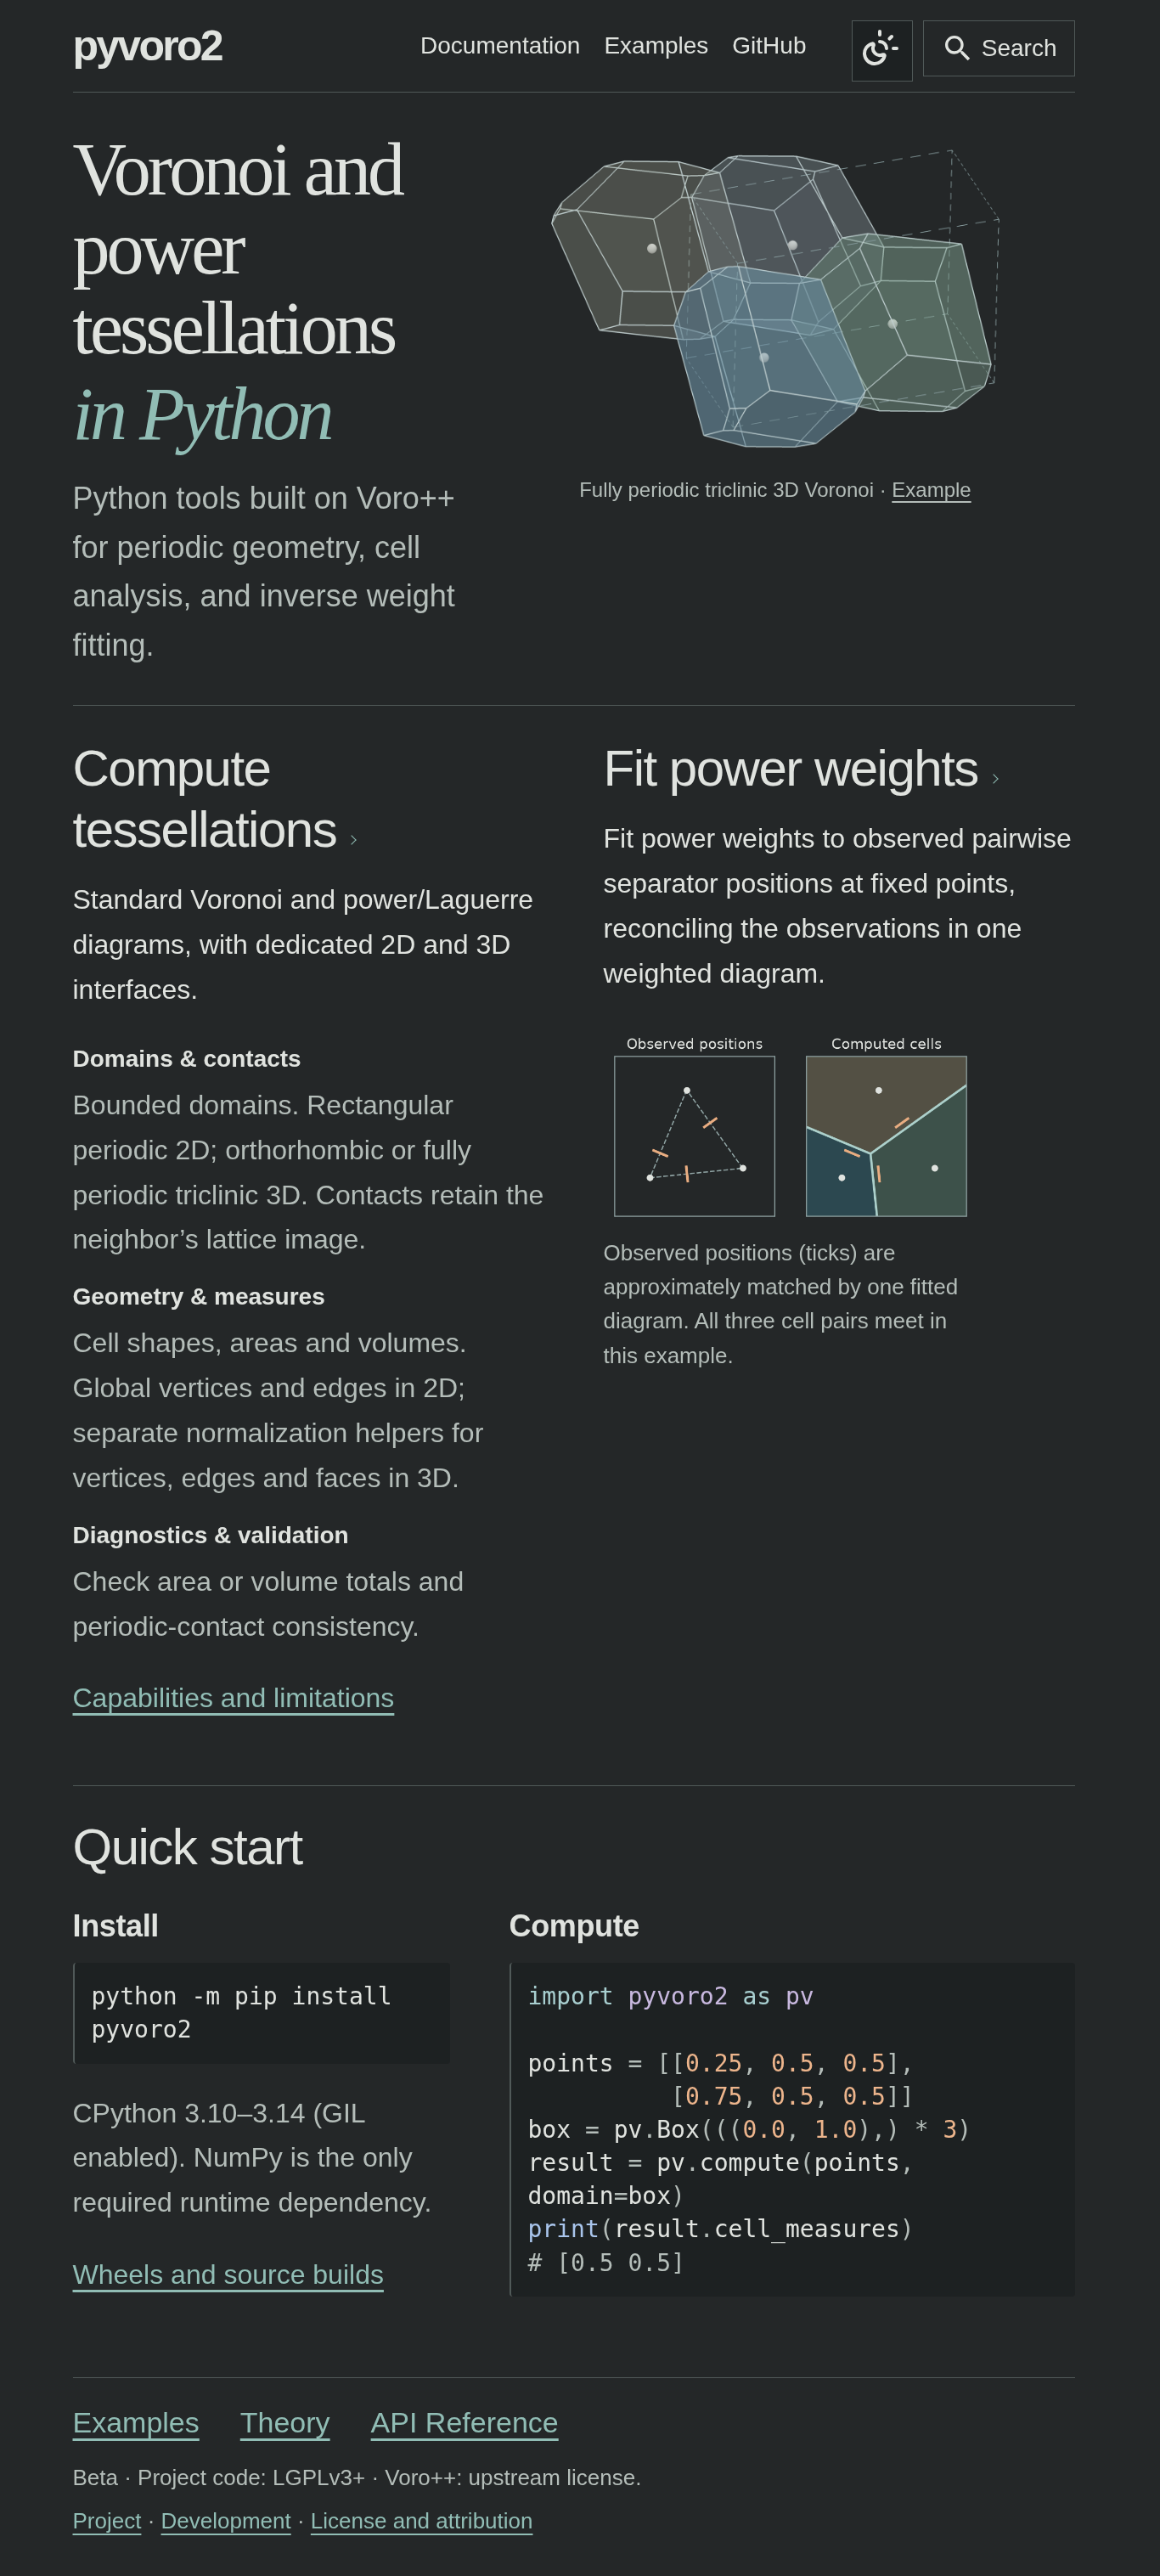 pyvoro2
Documentation Examples GitHub
Search
Voronoi and
power
tessellations
in Python
Python tools built on Voro++
for periodic geometry, cell
analysis, and inverse weight
fitting.
Fully periodic triclinic 3D Voronoi · Example
Compute
tessellations ›
Standard Voronoi and power/Laguerre
diagrams, with dedicated 2D and 3D
interfaces.
Domains & contacts
Bounded domains. Rectangular
periodic 2D; orthorhombic or fully
periodic triclinic 3D. Contacts retain the
neighbor’s lattice image.
Geometry & measures
Cell shapes, areas and volumes.
Global vertices and edges in 2D;
separate normalization helpers for
vertices, edges and faces in 3D.
Diagnostics & validation
Check area or volume totals and
periodic-contact consistency.
Capabilities and limitations
Fit power weights ›
Fit power weights to observed pairwise
separator positions at fixed points,
reconciling the observations in one
weighted diagram.
Observed positions
Computed cells
Observed positions (ticks) are
approximately matched by one fitted
diagram. All three cell pairs meet in
this example.
Quick start
Install
python -m pip install
pyvoro2
CPython 3.10–3.14 (GIL
enabled). NumPy is the only
required runtime dependency.
Wheels and source builds
Compute
import pyvoro2 as pv
points = [[0.25, 0.5, 0.5],
          [0.75, 0.5, 0.5]]
box = pv.Box(((0.0, 1.0),) * 3)
result = pv.compute(points,
domain=box)
print(result.cell_measures)
# [0.5 0.5]
Examples Theory API Reference
Beta · Project code: LGPLv3+ · Voro++: upstream license.
Project · Development · License and attribution